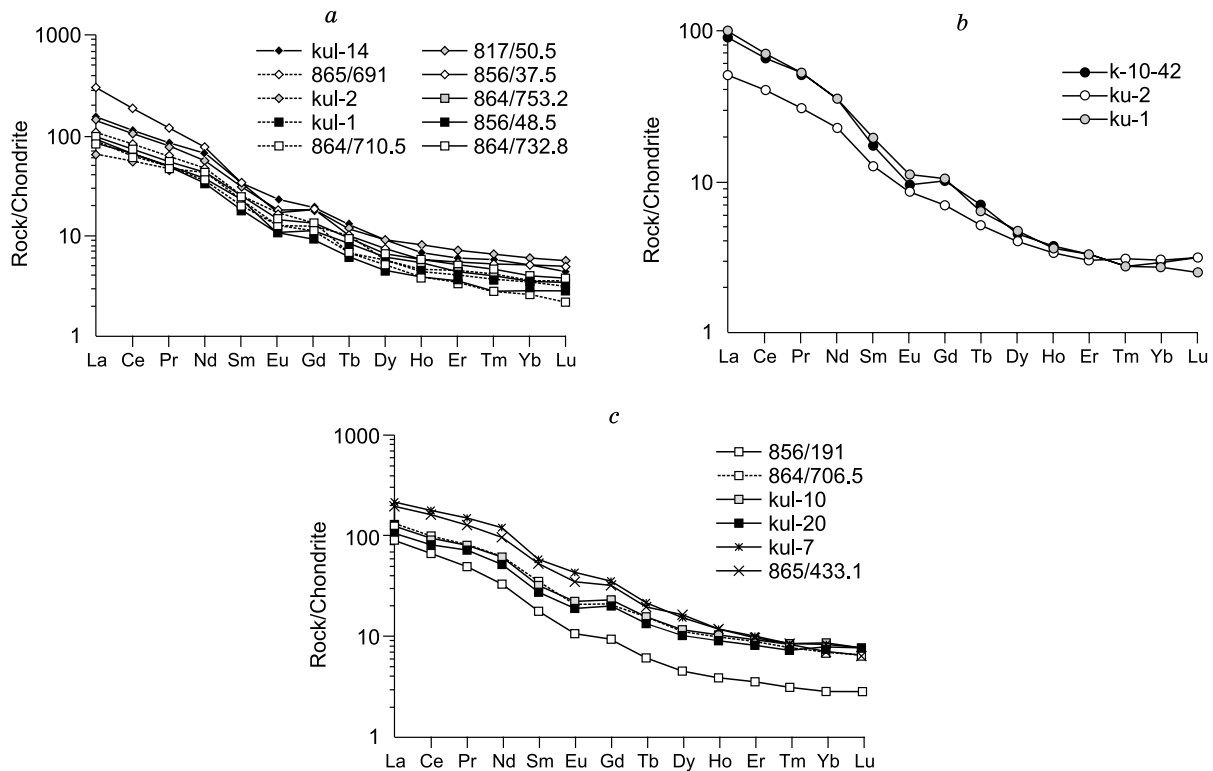 a
1000
100
10
1
Rock/Chondrite
La Ce Pr Nd Sm Eu Gd Tb Dy Ho Er Tm Yb Lu
kul-14
865/691
kul-2
kul-1
864/710.5
817/50.5
856/37.5
864/753.2
856/48.5
864/732.8
b
100
10
1
Rock/Chondrite
La Ce Pr Nd Sm Eu Gd Tb Dy Ho Er Tm Yb Lu
k-10-42
ku-2
ku-1
c
1000
100
10
1
Rock/Chondrite
La Ce Pr Nd Sm Eu Gd Tb Dy Ho Er Tm Yb Lu
856/191
864/706.5
kul-10
kul-20
kul-7
865/433.1